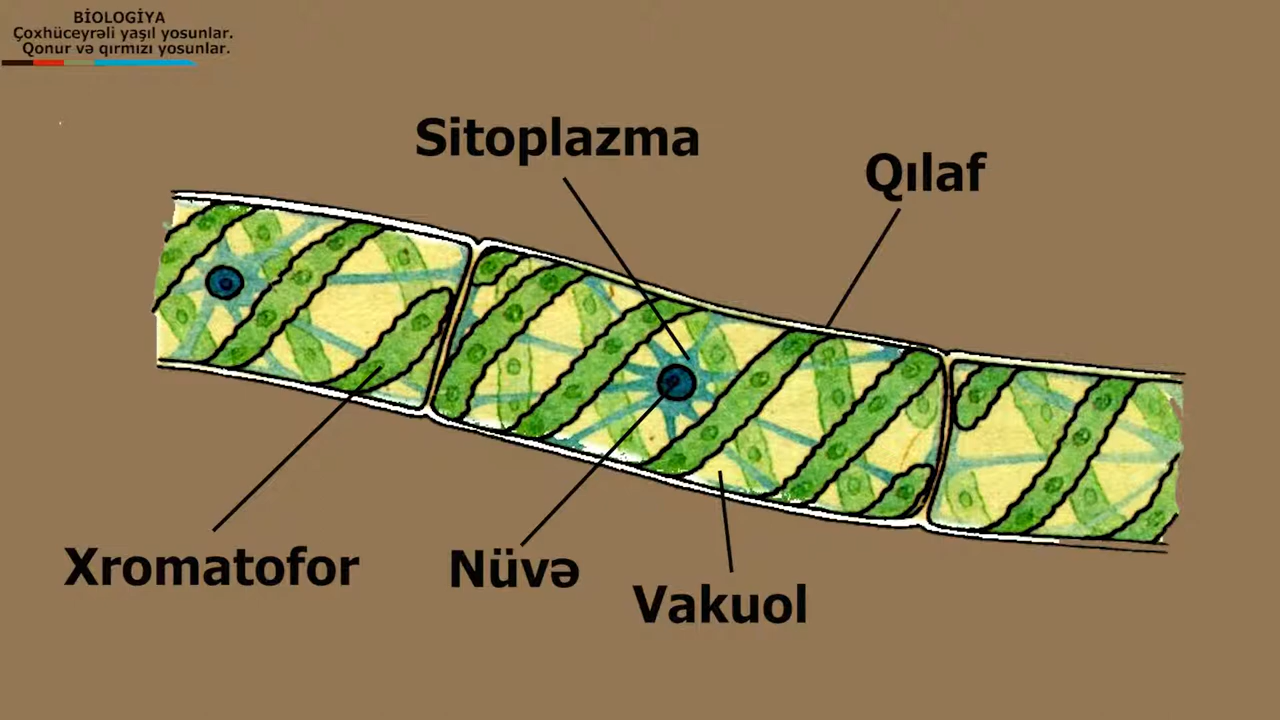 BİOLOGİYA
Çoxhüceyrəli yaşıl yosunlar.
Qonur və qırmızı yosunlar.
Sitoplazma
Qılaf
Xromatofor
Nüvə
Vakuol